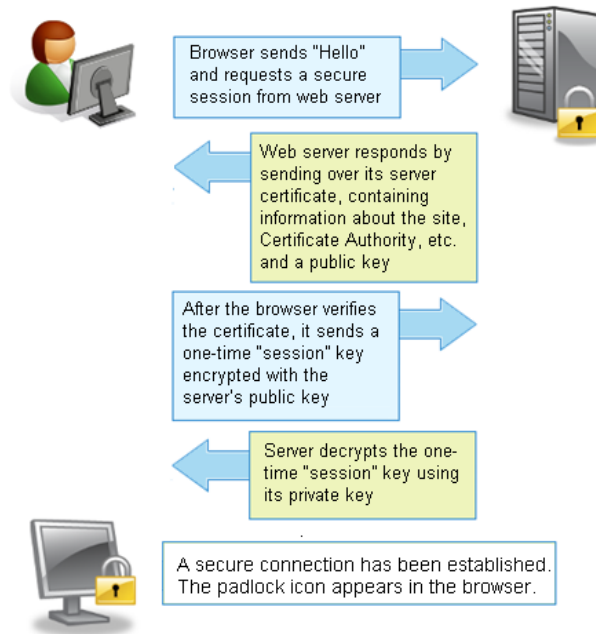 Browser sends "Hello"
and requests a secure
session from web server
Web server responds by
sending over its server
certificate, containing
information about the site,
Certificate Authority, etc.
and a public key
After the browser verifies
the certificate, it sends a
one-time "session" key
encrypted with the
server's public key
Server decrypts the one-
time "session" key using
its private key
A secure connection has been established.
The padlock icon appears in the browser.